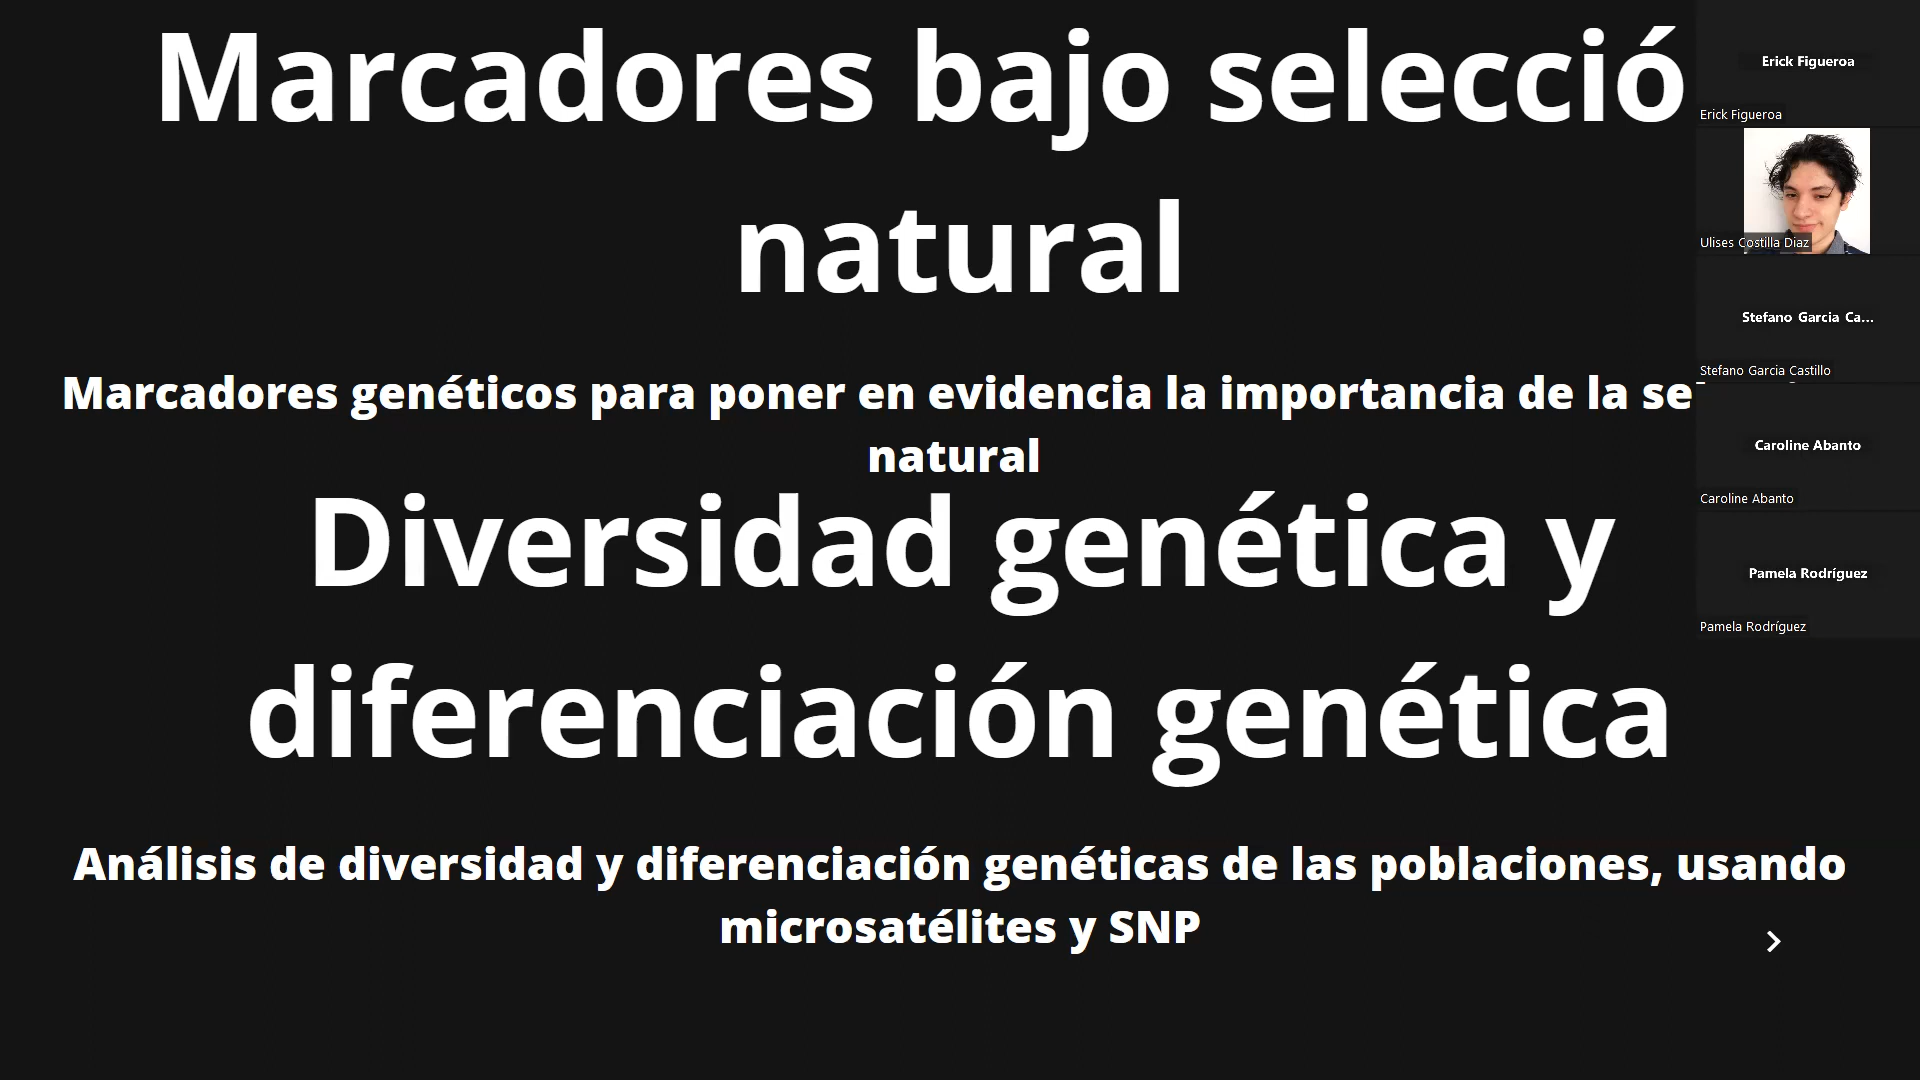 Marcadores bajo selecció
natural
Marcadores genéticos para poner en evidencia la importancia de la se
natural
Diversidad genética y
diferenciación genética
Análisis de diversidad y diferenciación genéticas de las poblaciones, usando
microsatélites y SNP
Erick Figueroa
Erick Figueroa
Ulises Costilla Diaz
Stefano Garcia Ca...
Stefano Garcia Castillo
Caroline Abanto
Caroline Abanto
Pamela Rodríguez
Pamela Rodríguez